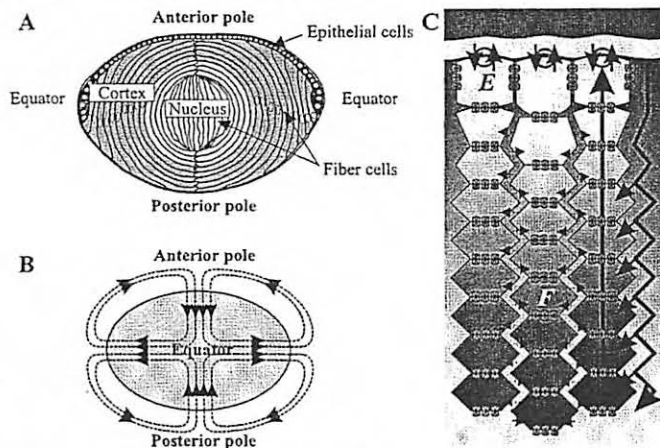 A
Anterior pole
Epithelial cells
Equator
Cortex
Nucleus
Equator
Fiber cells
Posterior pole
B
Anterior pole
Equator
Posterior pole
C
E
F